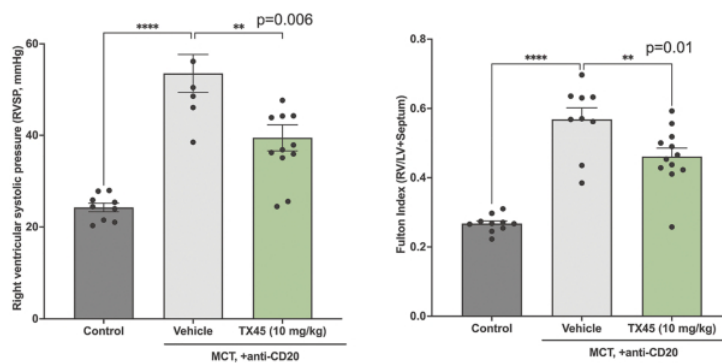 p=0.006
****
**
60
40
20
0
Right ventricular systolic pressure (RVSP, mmHg)
Control
Vehicle
TX45 (10 mg/kg)
MCT, +anti-CD20
p=0.01
****
**
0.8
0.6
0.4
0.2
0.0
Fulton Index (RV/LV+Septum)
Control
Vehicle
TX45 (10 mg/kg)
MCT, +anti-CD20